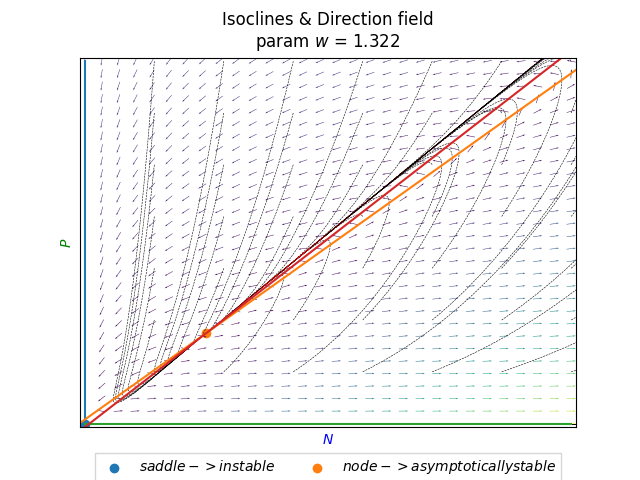 Isoclines & Direction field
param w = 1.322
P
N
saddle -> instable
node -> asymptoticallystable